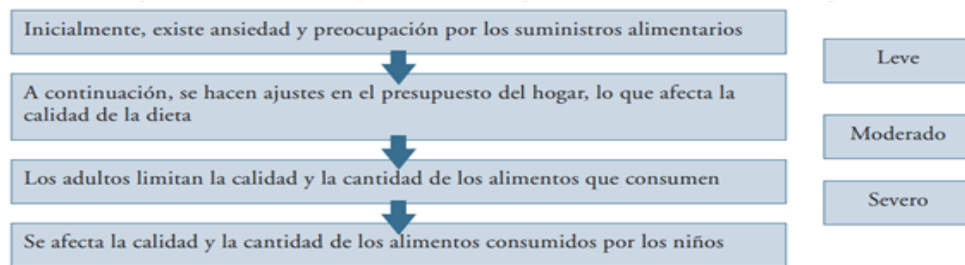 Inicialmente, existe ansiedad y preocupación por los suministros alimentarios
A continuación, se hacen ajustes en el presupuesto del hogar, lo que afecta la
calidad de la dieta
Los adultos limitan la calidad y la cantidad de los alimentos que consumen
Se afecta la calidad y la cantidad de los alimentos consumidos por los niños
Leve
Moderado
Severo